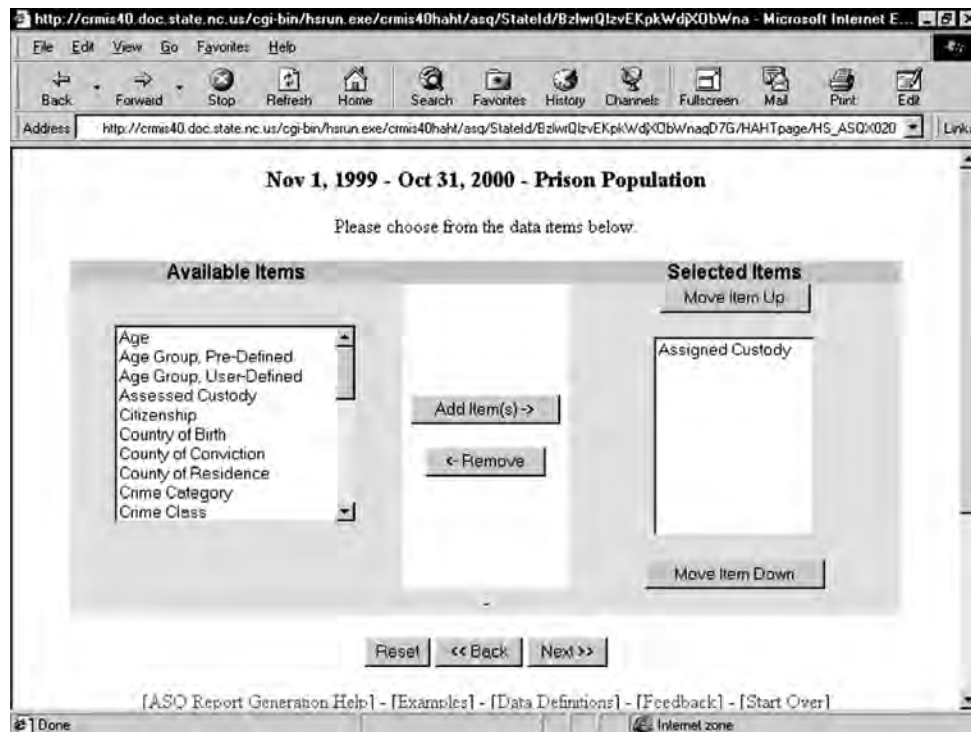 http://crmis40.doc.state.nc.us/cgi-bin/hsrun.exe/crmis40haht/asq/StateId/BzlwrQlzvEKpkWdjXObWna - Microsoft Internet E...
File Edit View Go Favorites Help
Back Forward Stop Refresh Home Search Favorites History Channels Fullscreen Mail Print Edit
Address http://crmis40.doc.state.nc.us/cgi-bin/hsrun.exe/crmis40haht/asq/StateId/BzlwrQlzvEKpkWdjXObWnaqD7G/HAHTpage/HS_ASQX020 Links
Nov 1, 1999 - Oct 31, 2000 - Prison Population
Please choose from the data items below.
Available Items
Age
Age Group, Pre-Defined
Age Group, User-Defined
Assessed Custody
Citizenship
Country of Birth
County of Conviction
County of Residence
Crime Category
Crime Class
Add Item(s) ->
<- Remove
Selected Items
Move Item Up
Assigned Custody
Move Item Down
-
Reset << Back Next >>
[ASQ Report Generation Help] - [Examples] - [Data Definitions] - [Feedback] - [Start Over]
Done Internet zone